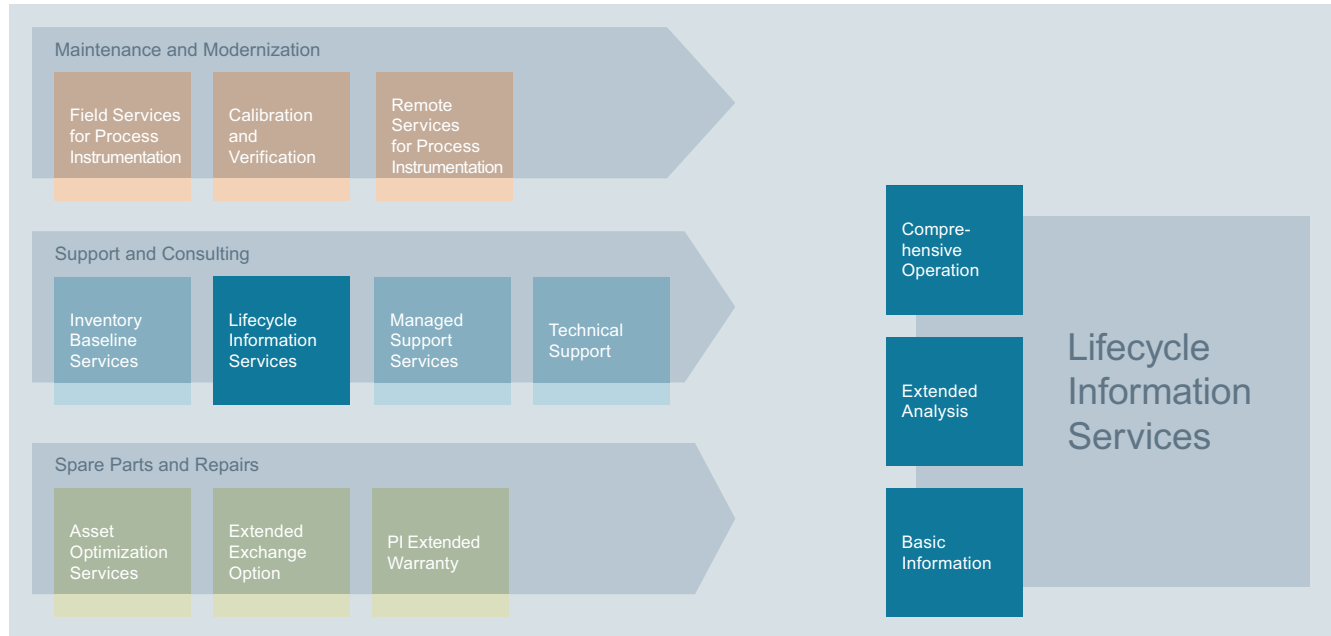 Maintenance and Modernization
Field Services
for Process
Instrumentation
Calibration
and
Verification
Remote
Services
for Process
Instrumentation
Support and Consulting
Inventory
Baseline
Services
Lifecycle
Information
Services
Managed
Support
Services
Technical
Support
Spare Parts and Repairs
Asset
Optimization
Services
Extended
Exchange
Option
PI Extended
Warranty
Compre-
hensive
Operation
Extended
Analysis
Basic
Information
Lifecycle
Information
Services